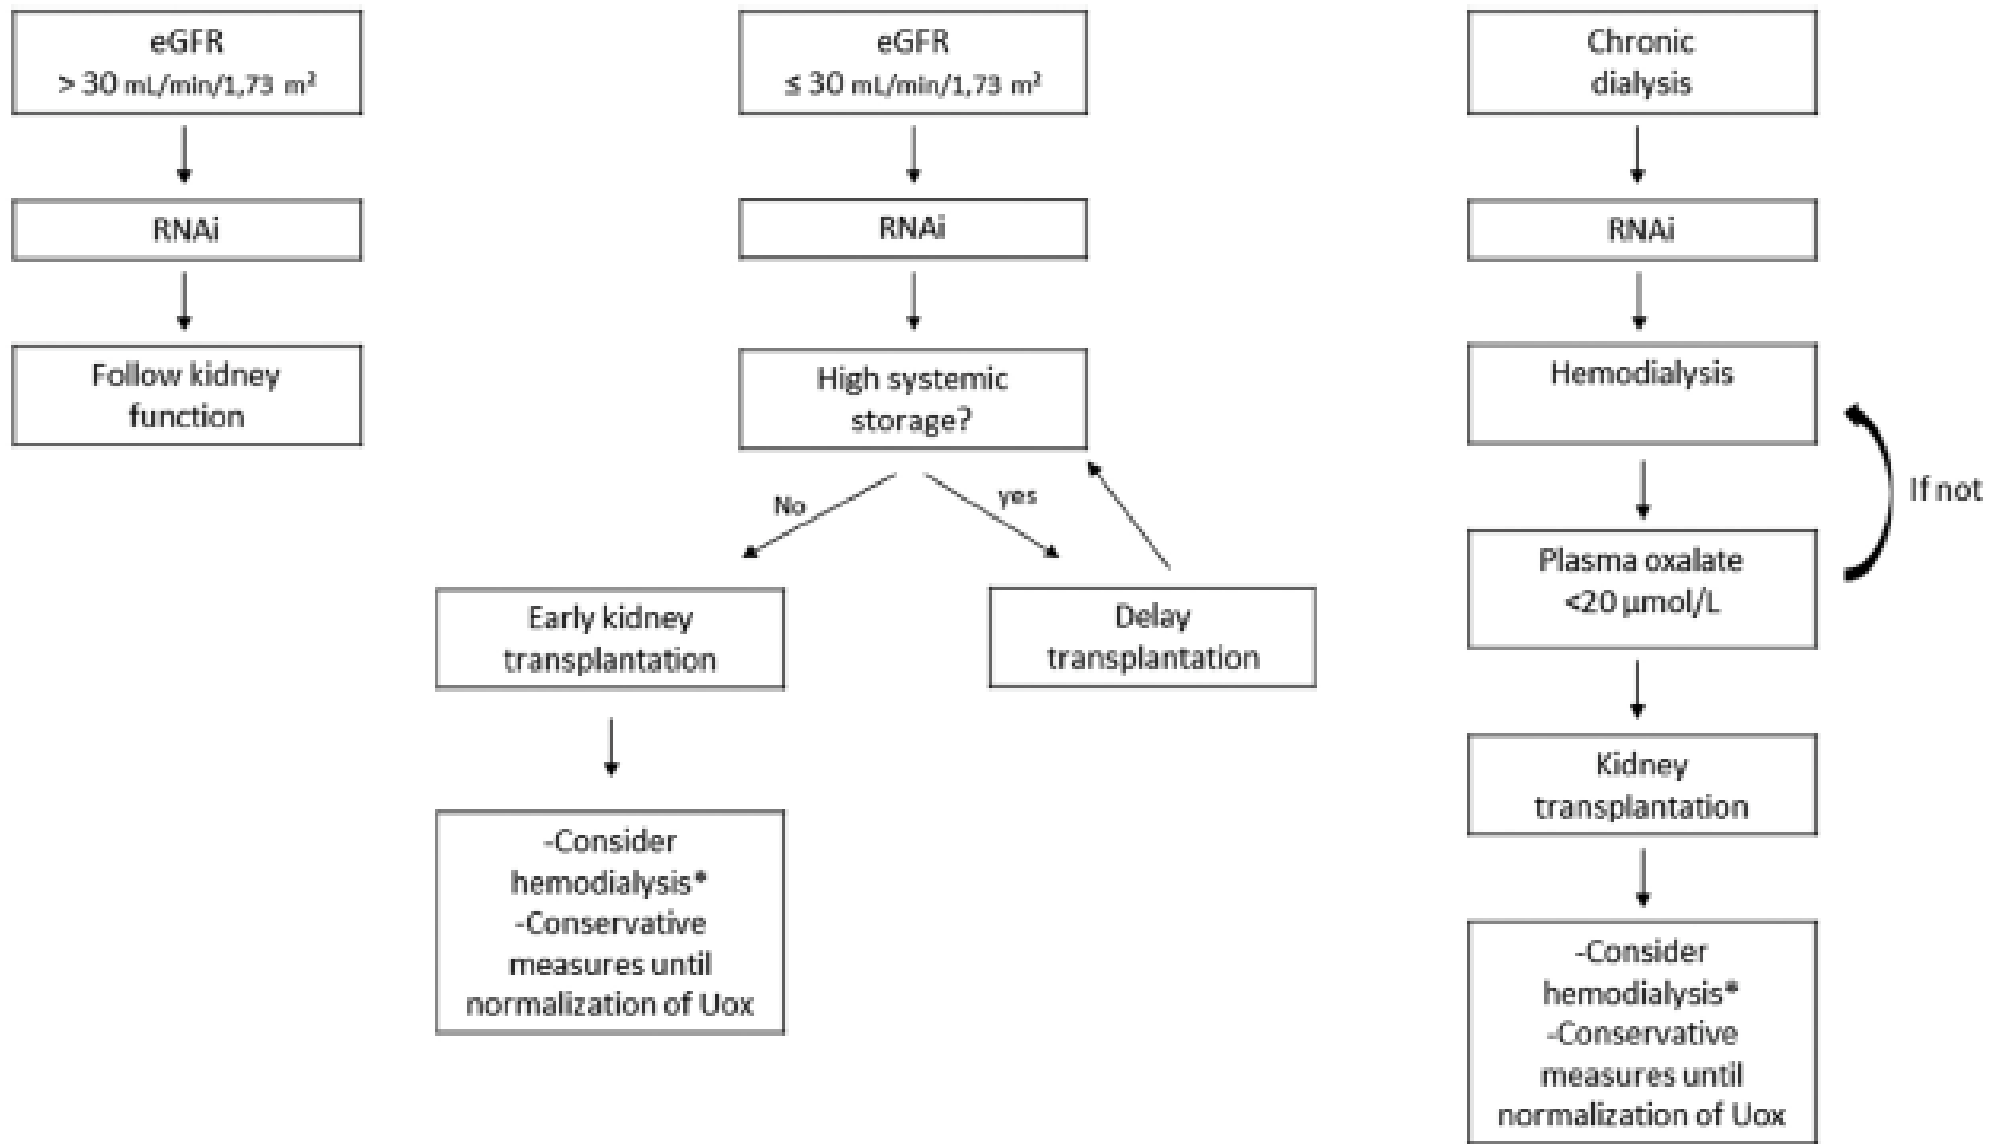 eGFR
> 30 mL/min/1,73 m²
RNAi
Follow kidney
function
eGFR
≤ 30 mL/min/1,73 m²
RNAi
High systemic
storage?
No
yes
Early kidney
transplantation
Delay
transplantation
-Consider
hemodialysis*
-Conservative
measures until
normalization of Uox
Chronic
dialysis
RNAi
Hemodialysis
If not
Plasma oxalate
<20 µmol/L
Kidney
transplantation
-Consider
hemodialysis*
-Conservative
measures until
normalization of Uox